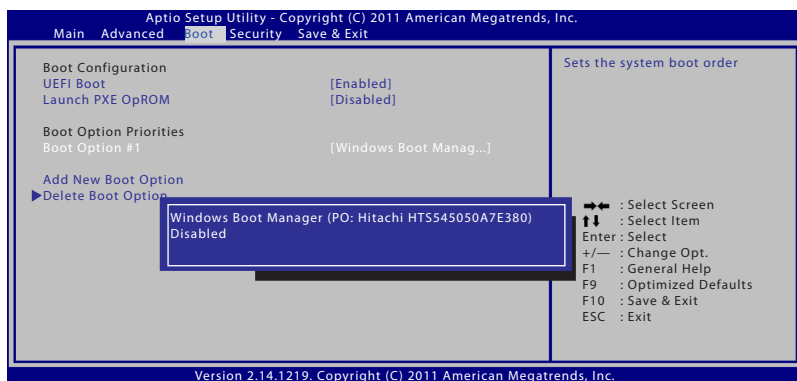 Aptio Setup Utility - Copyright (C) 2011 American Megatrends, Inc.
Main Advanced Boot Security Save & Exit
Boot Configuration
UEFI Boot [Enabled]
Launch PXE OpROM [Disabled]
Boot Option Priorities
Boot Option #1 [Windows Boot Manag...]
Add New Boot Option
Delete Boot Option
Windows Boot Manager (PO: Hitachi HTS545050A7E380)
Disabled
Sets the system boot order
: Select Screen
: Select Item
Enter : Select
+/— : Change Opt.
F1 : General Help
F9 : Optimized Defaults
F10 : Save & Exit
ESC : Exit
Version 2.14.1219. Copyright (C) 2011 American Megatrends, Inc.